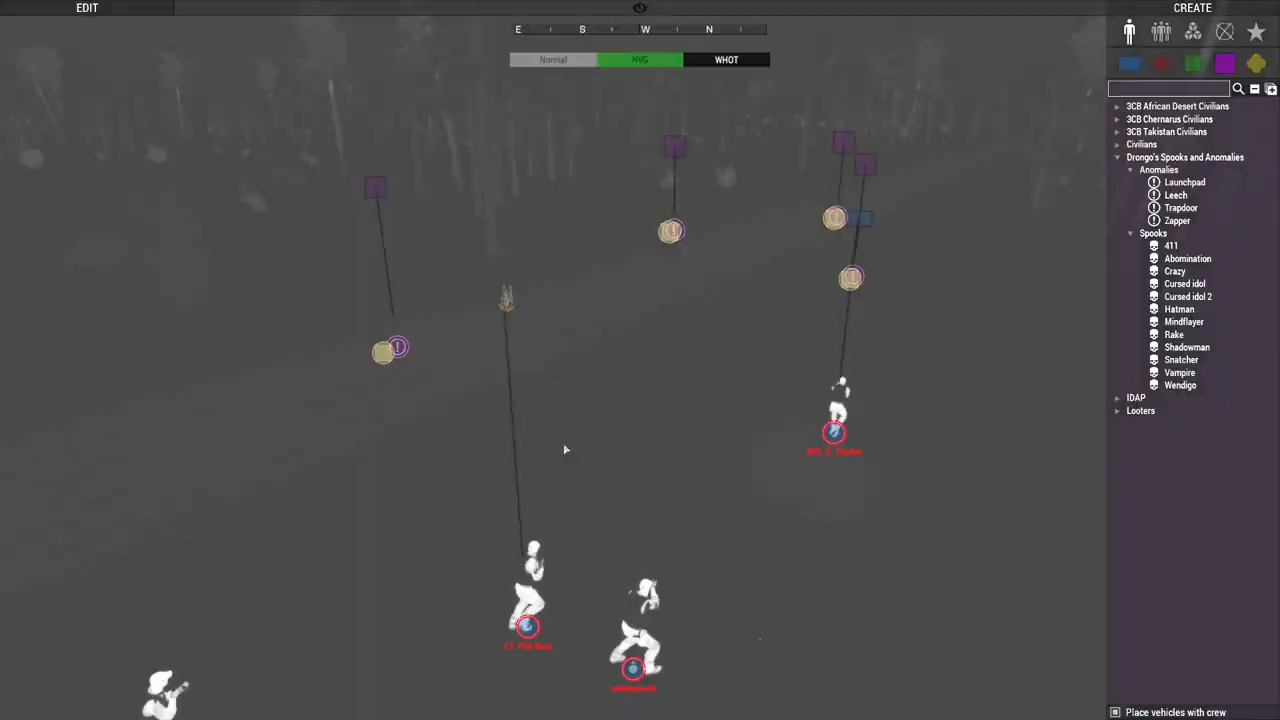 EDIT
CREATE
E S W N
Normal NVG WHOT
3CB African Desert Civilians
3CB Chernarus Civilians
3CB Takistan Civilians
Civilians
Drongo's Spooks and Anomalies
Anomalies
Launchpad
Leech
Trapdoor
Zapper
Spooks
411
Abomination
Crazy
Cursed idol
Cursed idol 2
Hatman
Mindflayer
Rake
Shadowman
Snatcher
Vampire
Wendigo
IDAP
Looters
Place vehicles with crew